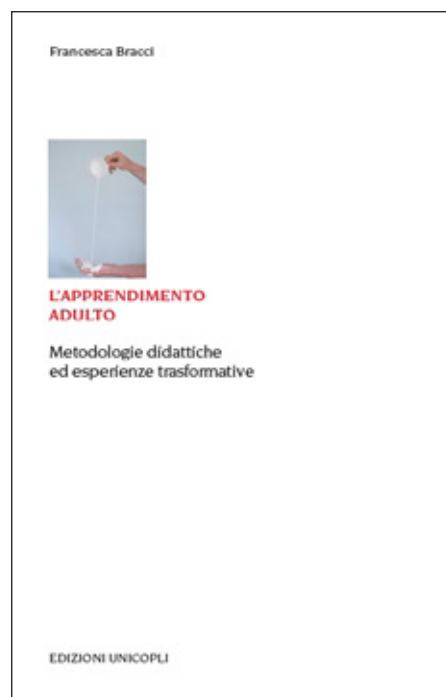 Francesca Bracci
L'APPRENDIMENTO
ADULTO
Metodologie didattiche
ed esperienze trasformative
EDIZIONI UNICOPLI